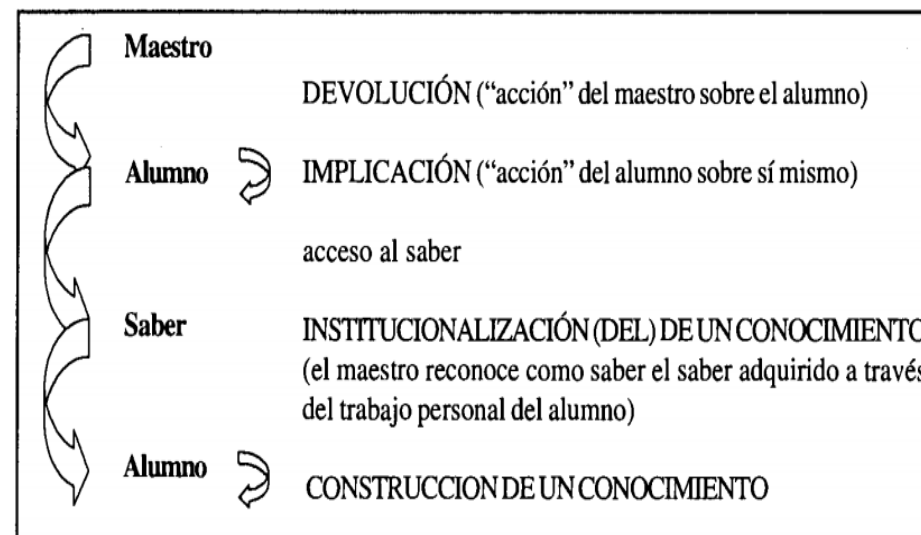 Maestro
DEVOLUCIÓN (“acción” del maestro sobre el alumno)
Alumno
IMPLICACIÓN (“acción” del alumno sobre sí mismo)
acceso al saber
Saber
INSTITUCIONALIZACIÓN (DEL) DE UN CONOCIMIENTO
(el maestro reconoce como saber el saber adquirido a través
del trabajo personal del alumno)
Alumno
CONSTRUCCION DE UN CONOCIMIENTO